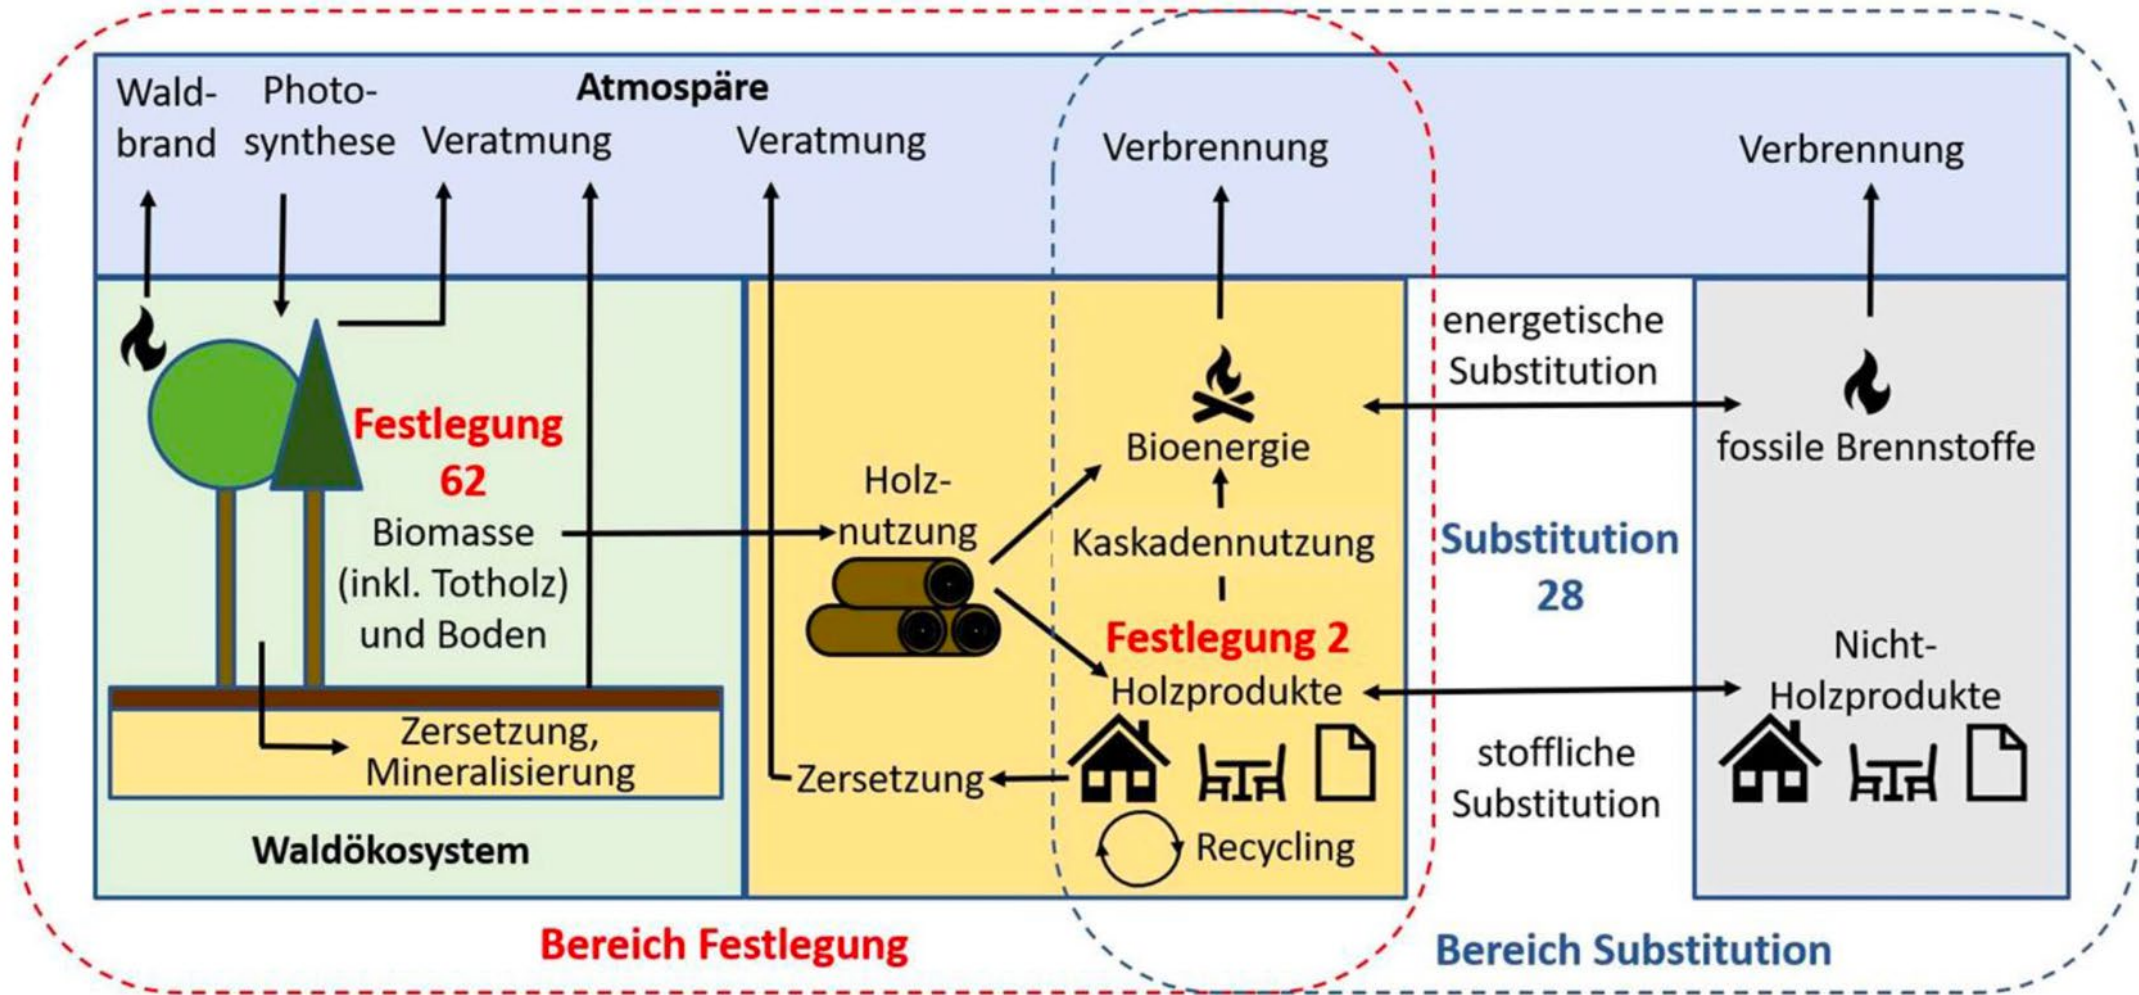 Atmospäre
Wald-
brand
Photo-
synthese
Veratmung
Veratmung
Verbrennung
Verbrennung
Festlegung
62
Biomasse
(inkl. Totholz)
und Boden
Zersetzung,
Mineralisierung
Waldökosystem
Holz-
nutzung
Bioenergie
Kaskadennutzung
Festlegung 2
Holzprodukte
Zersetzung
Recycling
energetische
Substitution
Substitution
28
stoffliche
Substitution
fossile Brennstoffe
Nicht-
Holzprodukte
Bereich Festlegung
Bereich Substitution